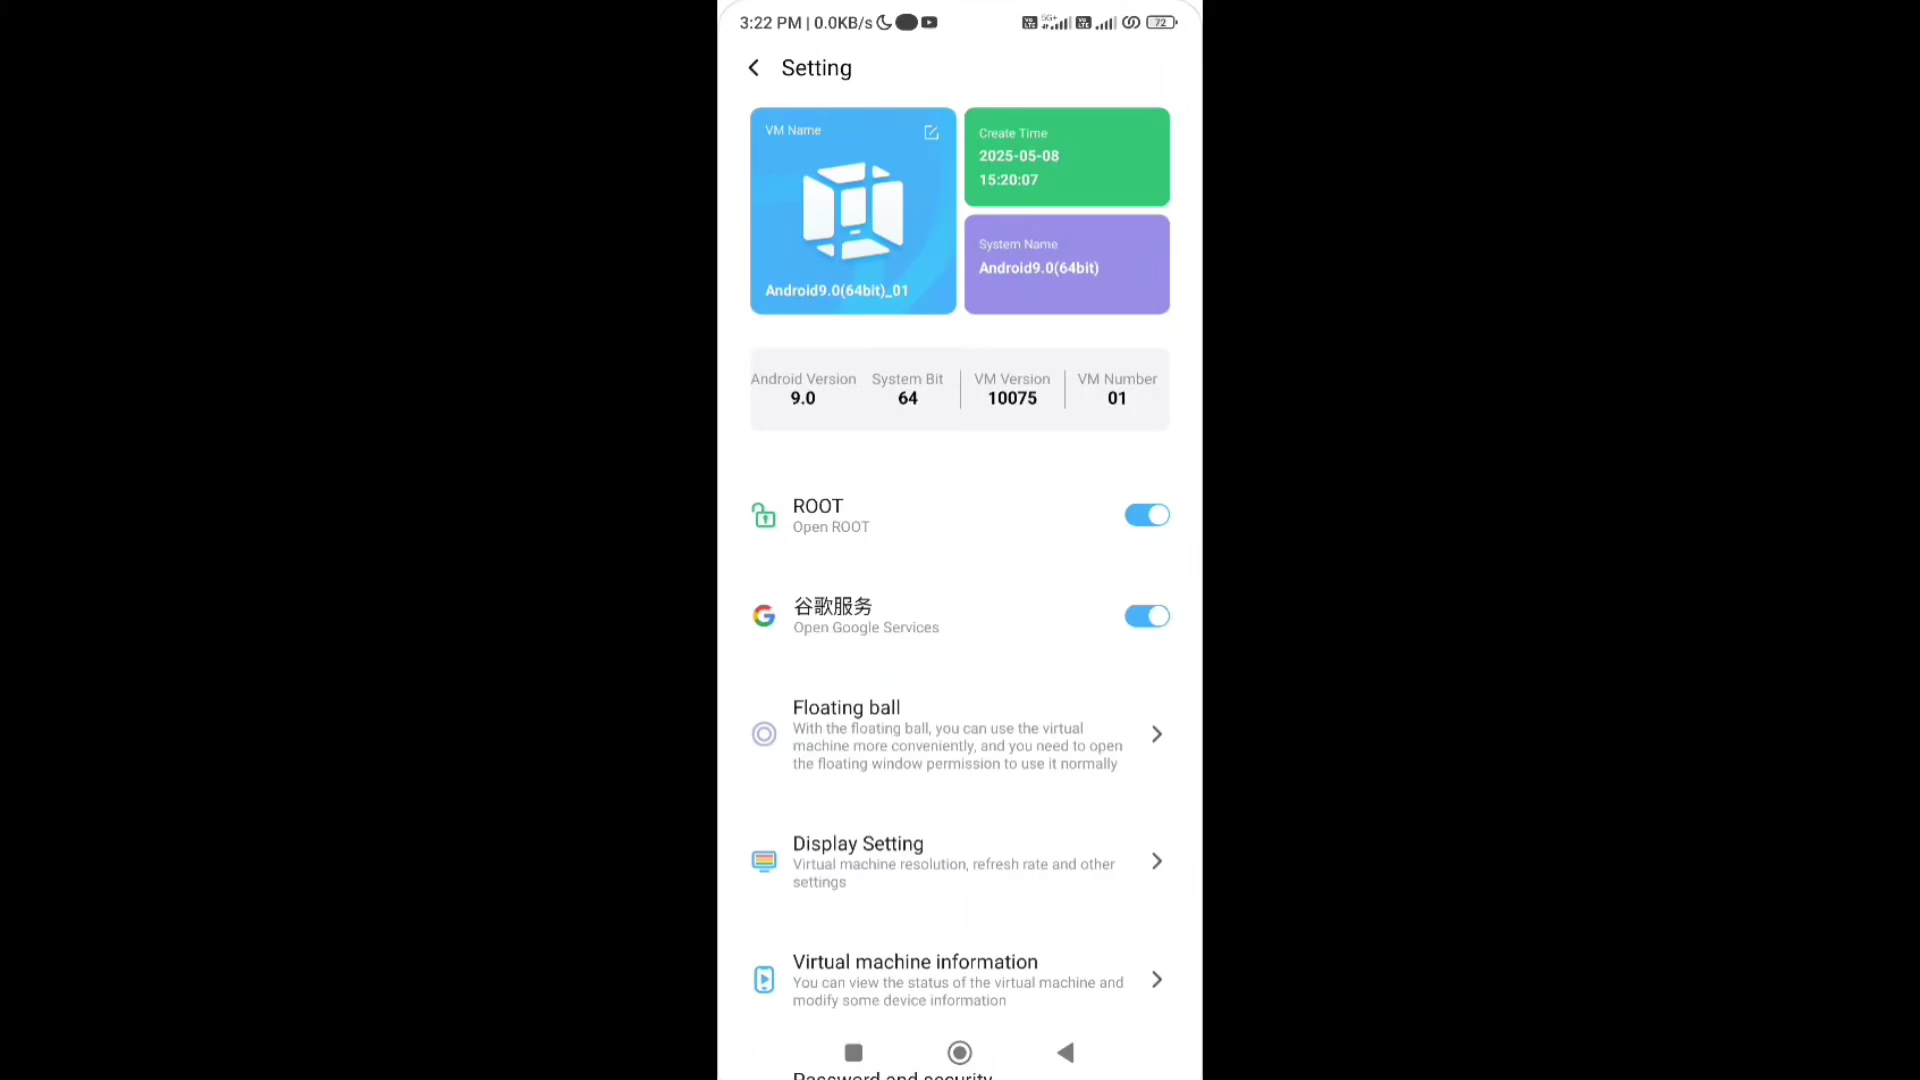 3:22 PM | 0.0KB/s
5G+
72
Setting
VM Name
Android9.0(64bit)_01
Create Time
2025-05-08
15:20:07
System Name
Android9.0(64bit)
Android Version
9.0
System Bit
64
VM Version
10075
VM Number
01
ROOT
Open ROOT
谷歌服务
Open Google Services
Floating ball
With the floating ball, you can use the virtual
machine more conveniently, and you need to open
the floating window permission to use it normally
Display Setting
Virtual machine resolution, refresh rate and other
settings
Virtual machine information
You can view the status of the virtual machine and
modify some device information
Password and security